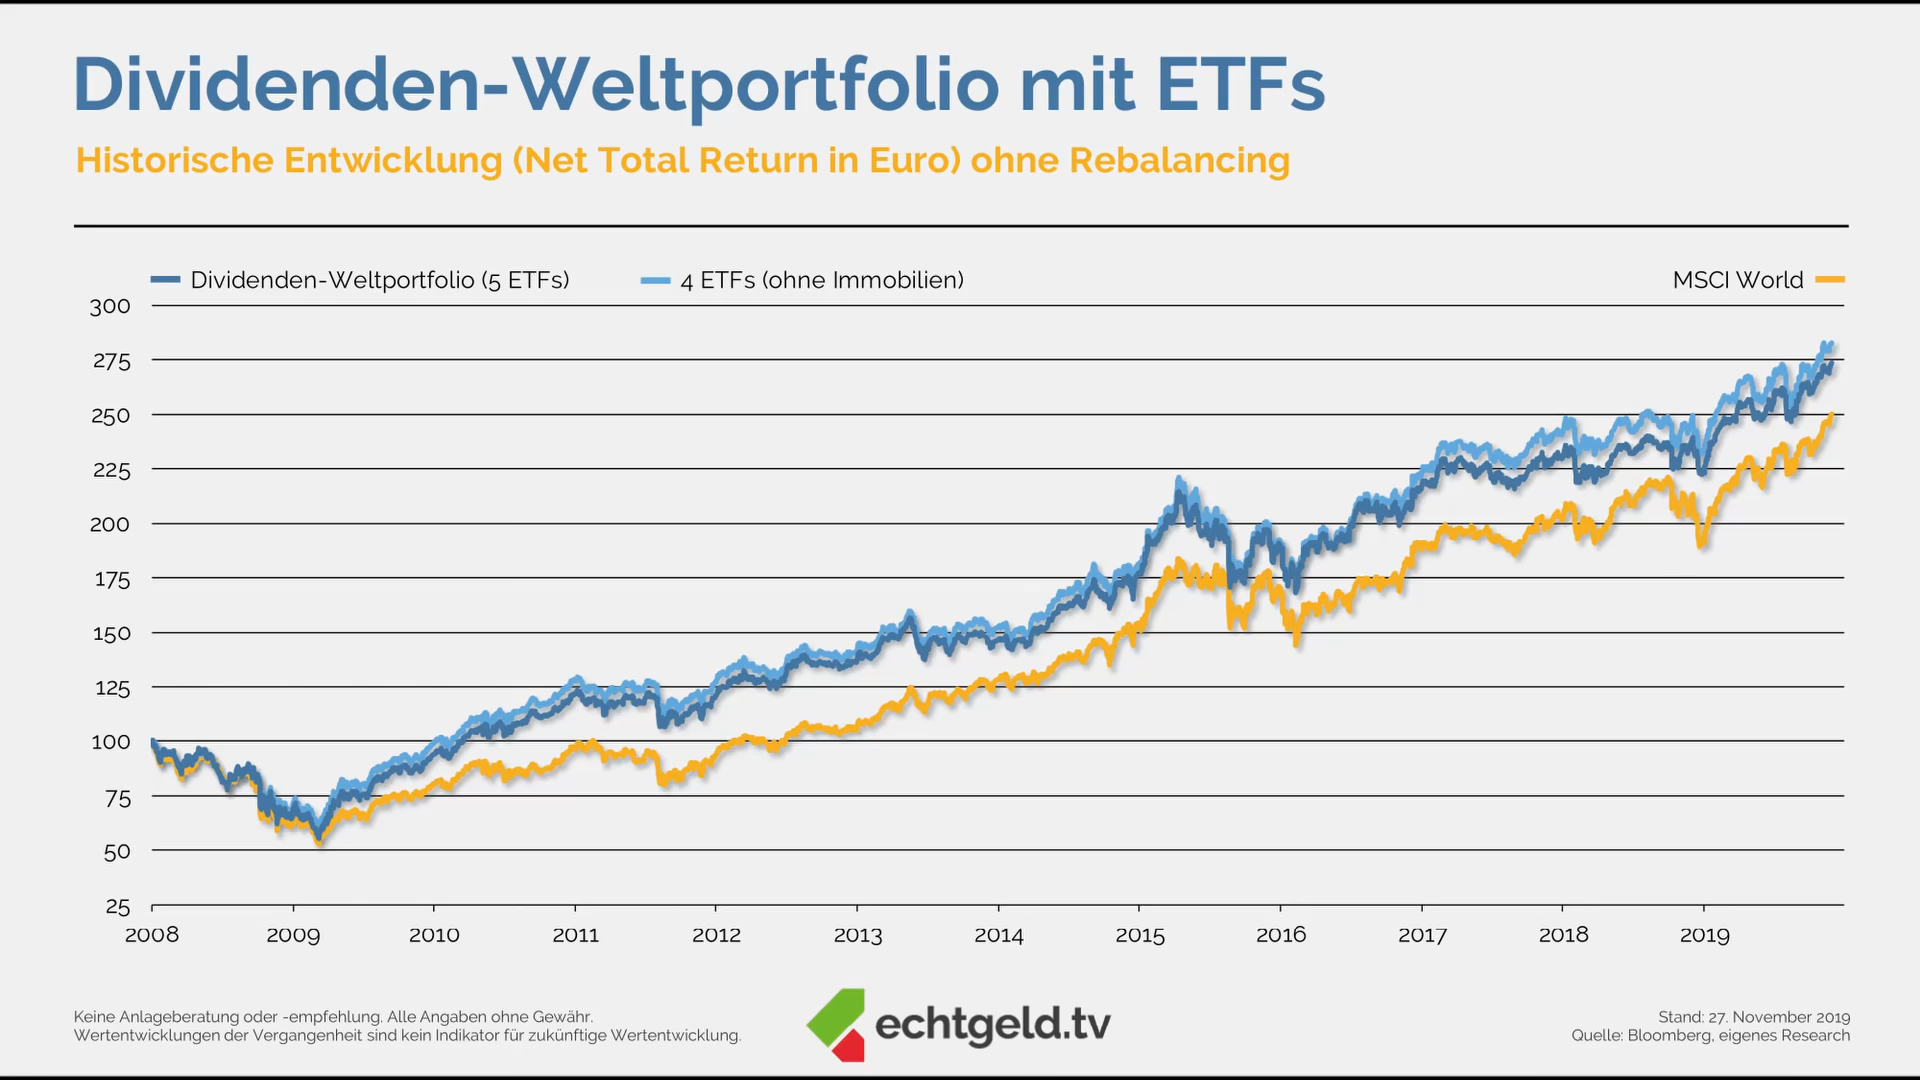 Dividenden-Weltportfolio mit ETFs
Historische Entwicklung (Net Total Return in Euro) ohne Rebalancing
Dividenden-Weltportfolio (5 ETFs)
4 ETFs (ohne Immobilien)
MSCI World
300
275
250
225
200
175
150
125
100
75
50
25
2008
2009
2010
2011
2012
2013
2014
2015
2016
2017
2018
2019
Keine Anlageberatung oder -empfehlung. Alle Angaben ohne Gewähr.
Wertentwicklungen der Vergangenheit sind kein Indikator für zukünftige Wertentwicklung.
echtgeld.tv
Stand: 27. November 2019
Quelle: Bloomberg, eigenes Research